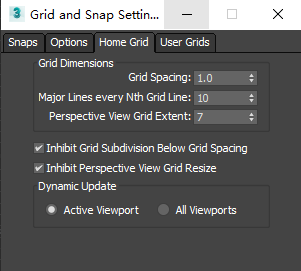 3 Grid and Snap Settin...
Snaps Options Home Grid User Grids
Grid Dimensions
Grid Spacing: 1.0
Major Lines every Nth Grid Line: 10
Perspective View Grid Extent: 7
Inhibit Grid Subdivision Below Grid Spacing
Inhibit Perspective View Grid Resize
Dynamic Update
Active Viewport All Viewports